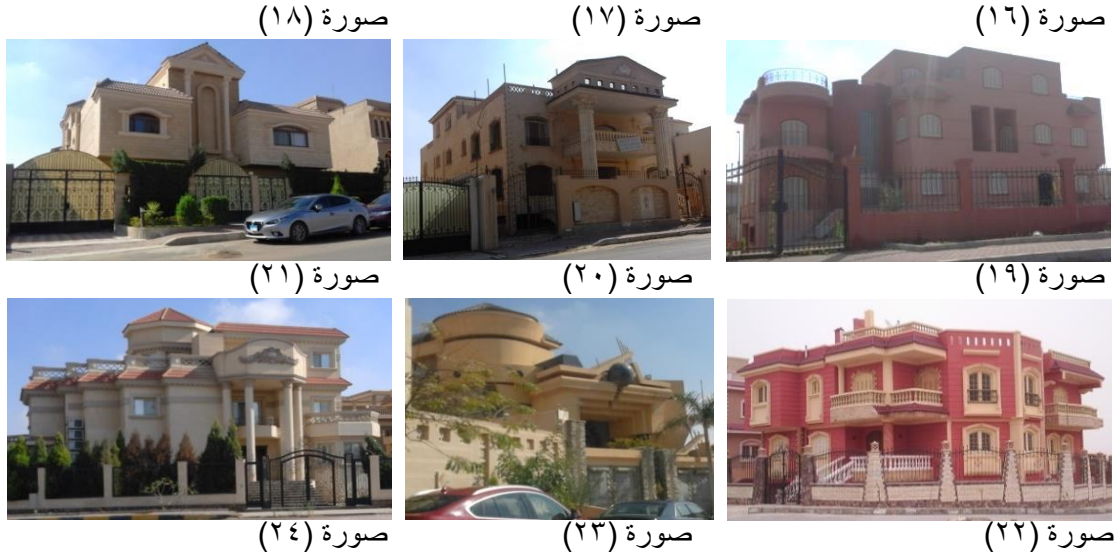 صورة (١٦) صورة (١٧) صورة (١٨)
صورة (١٩) صورة (٢٠) صورة (٢١)
صورة (٢٢) صورة (٢٣) صورة (٢٤)